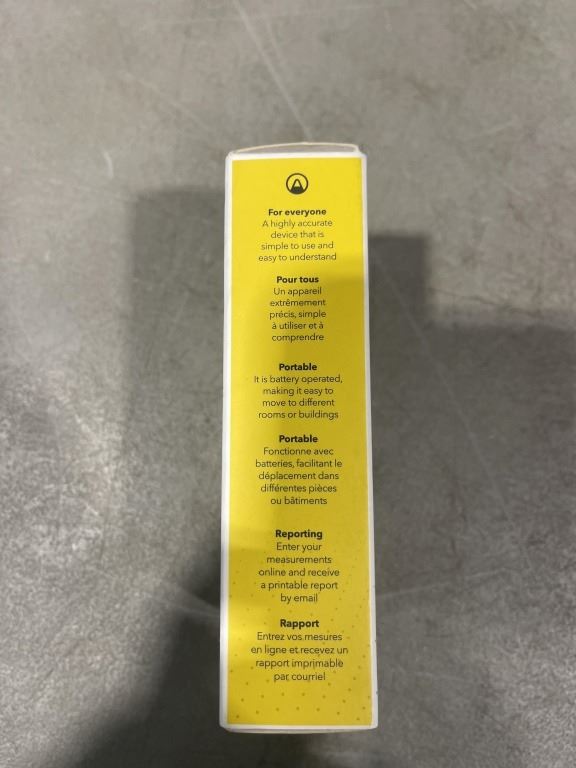 For everyone
A highly accurate
device that is
simple to use and
easy to understand
Pour tous
Un appareil
extrêmement
précis, simple
à utiliser et à
comprendre
Portable
It is battery operated,
making it easy to
move to different
rooms or buildings
Portable
Fonctionne avec
batteries, facilitant le
déplacement dans
différentes pièces
ou bâtiments
Reporting
Enter your
measurements
online and receive
a printable report
by email
Rapport
Entrez vos mesures
en ligne et recevez un
rapport imprimable
par courriel